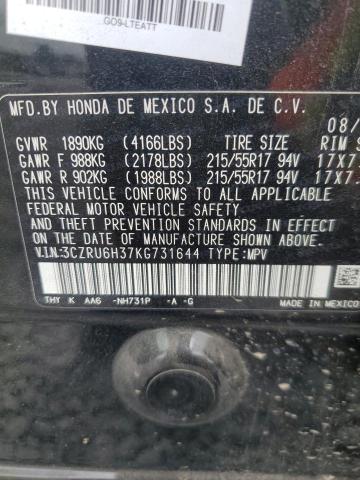 GO9-LTEATT
MFD.BY HONDA DE MEXICO S.A. DE C.V.
08/
GVWR 1890KG (4166LBS) TIRE SIZE RIM S
GAWR F 988KG (2178LBS) 215/55R17 94V 17X7.
GAWR R 902KG (1988LBS) 215/55R17 94V 17X7.
THIS VEHICLE CONFORMS TO ALL APPLICABLE
FEDERAL MOTOR VEHICLE SAFETY
AND THEFT PREVENTION STANDARDS IN EFFECT
ON THE DATE OF MANUFACTURE SHOWN ABOVE.
V.I.N:3CZRU6H37KG731644 TYPE:MPV
THY K AA6 -NH731P -A -G
MADE IN MEXICO